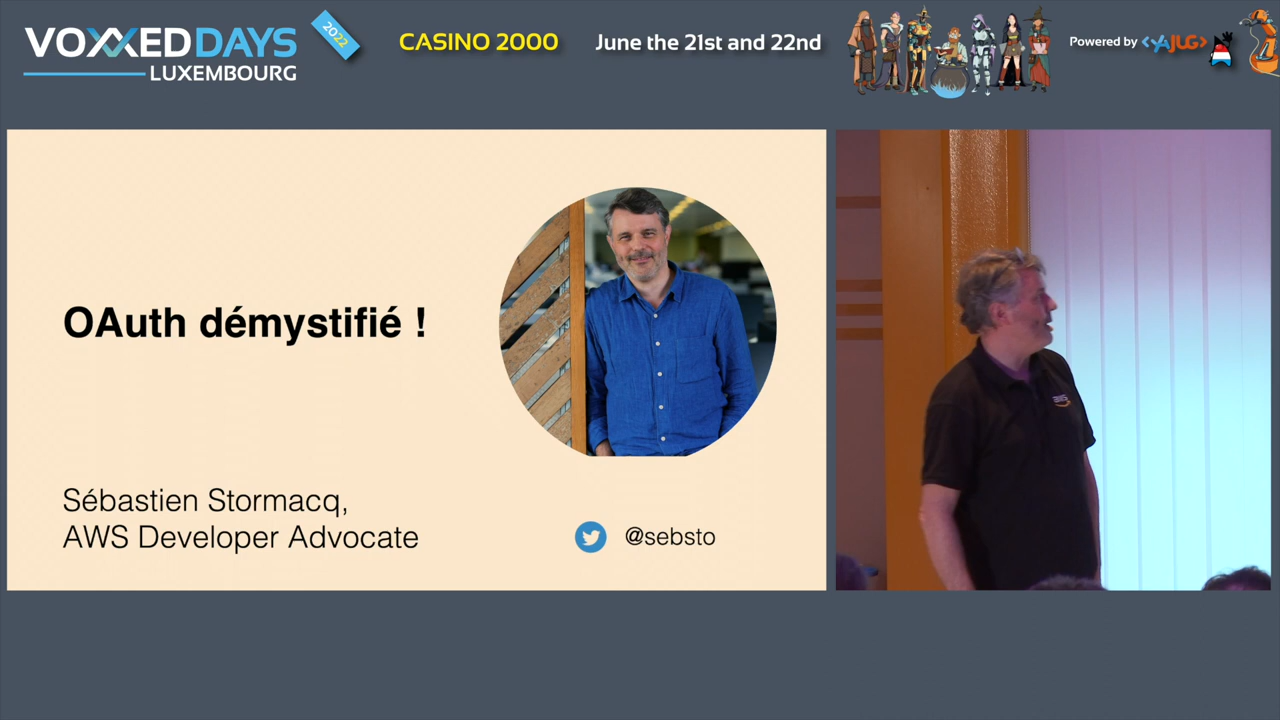 VOXXEDDAYS
LUXEMBOURG
2022
CASINO 2000
June the 21st and 22nd
Powered by <YAJUG>
OAuth démystifié !
Sébastien Stormacq,
AWS Developer Advocate
@sebsto
aws